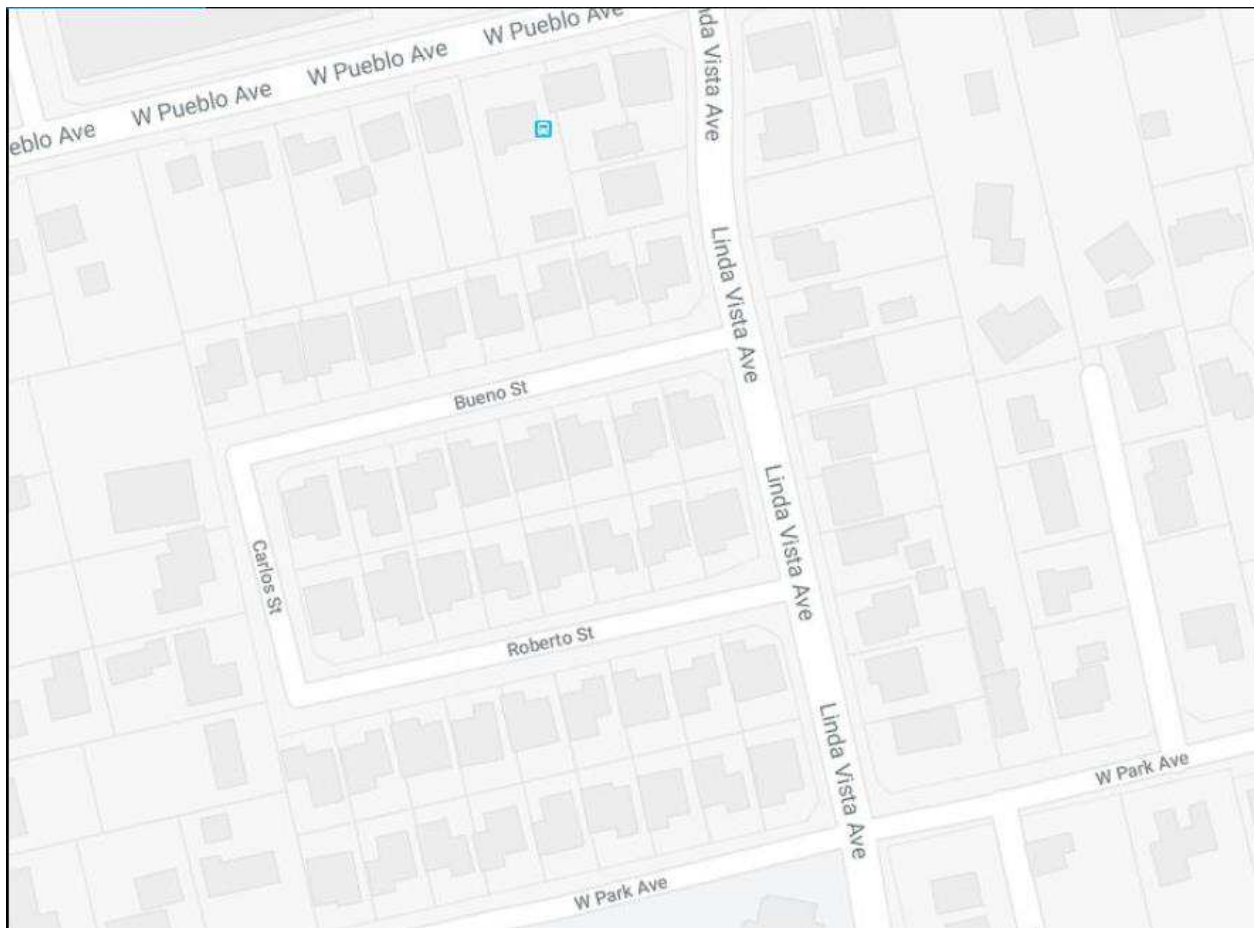 W Pueblo Ave
nda Vista Ave
W Pueblo Ave
W Pueblo Ave
eblo Ave
Linda Vista Ave
Bueno St
Linda Vista Ave
Carlos St
Roberto St
Linda Vista Ave
W Park Ave
W Park Ave